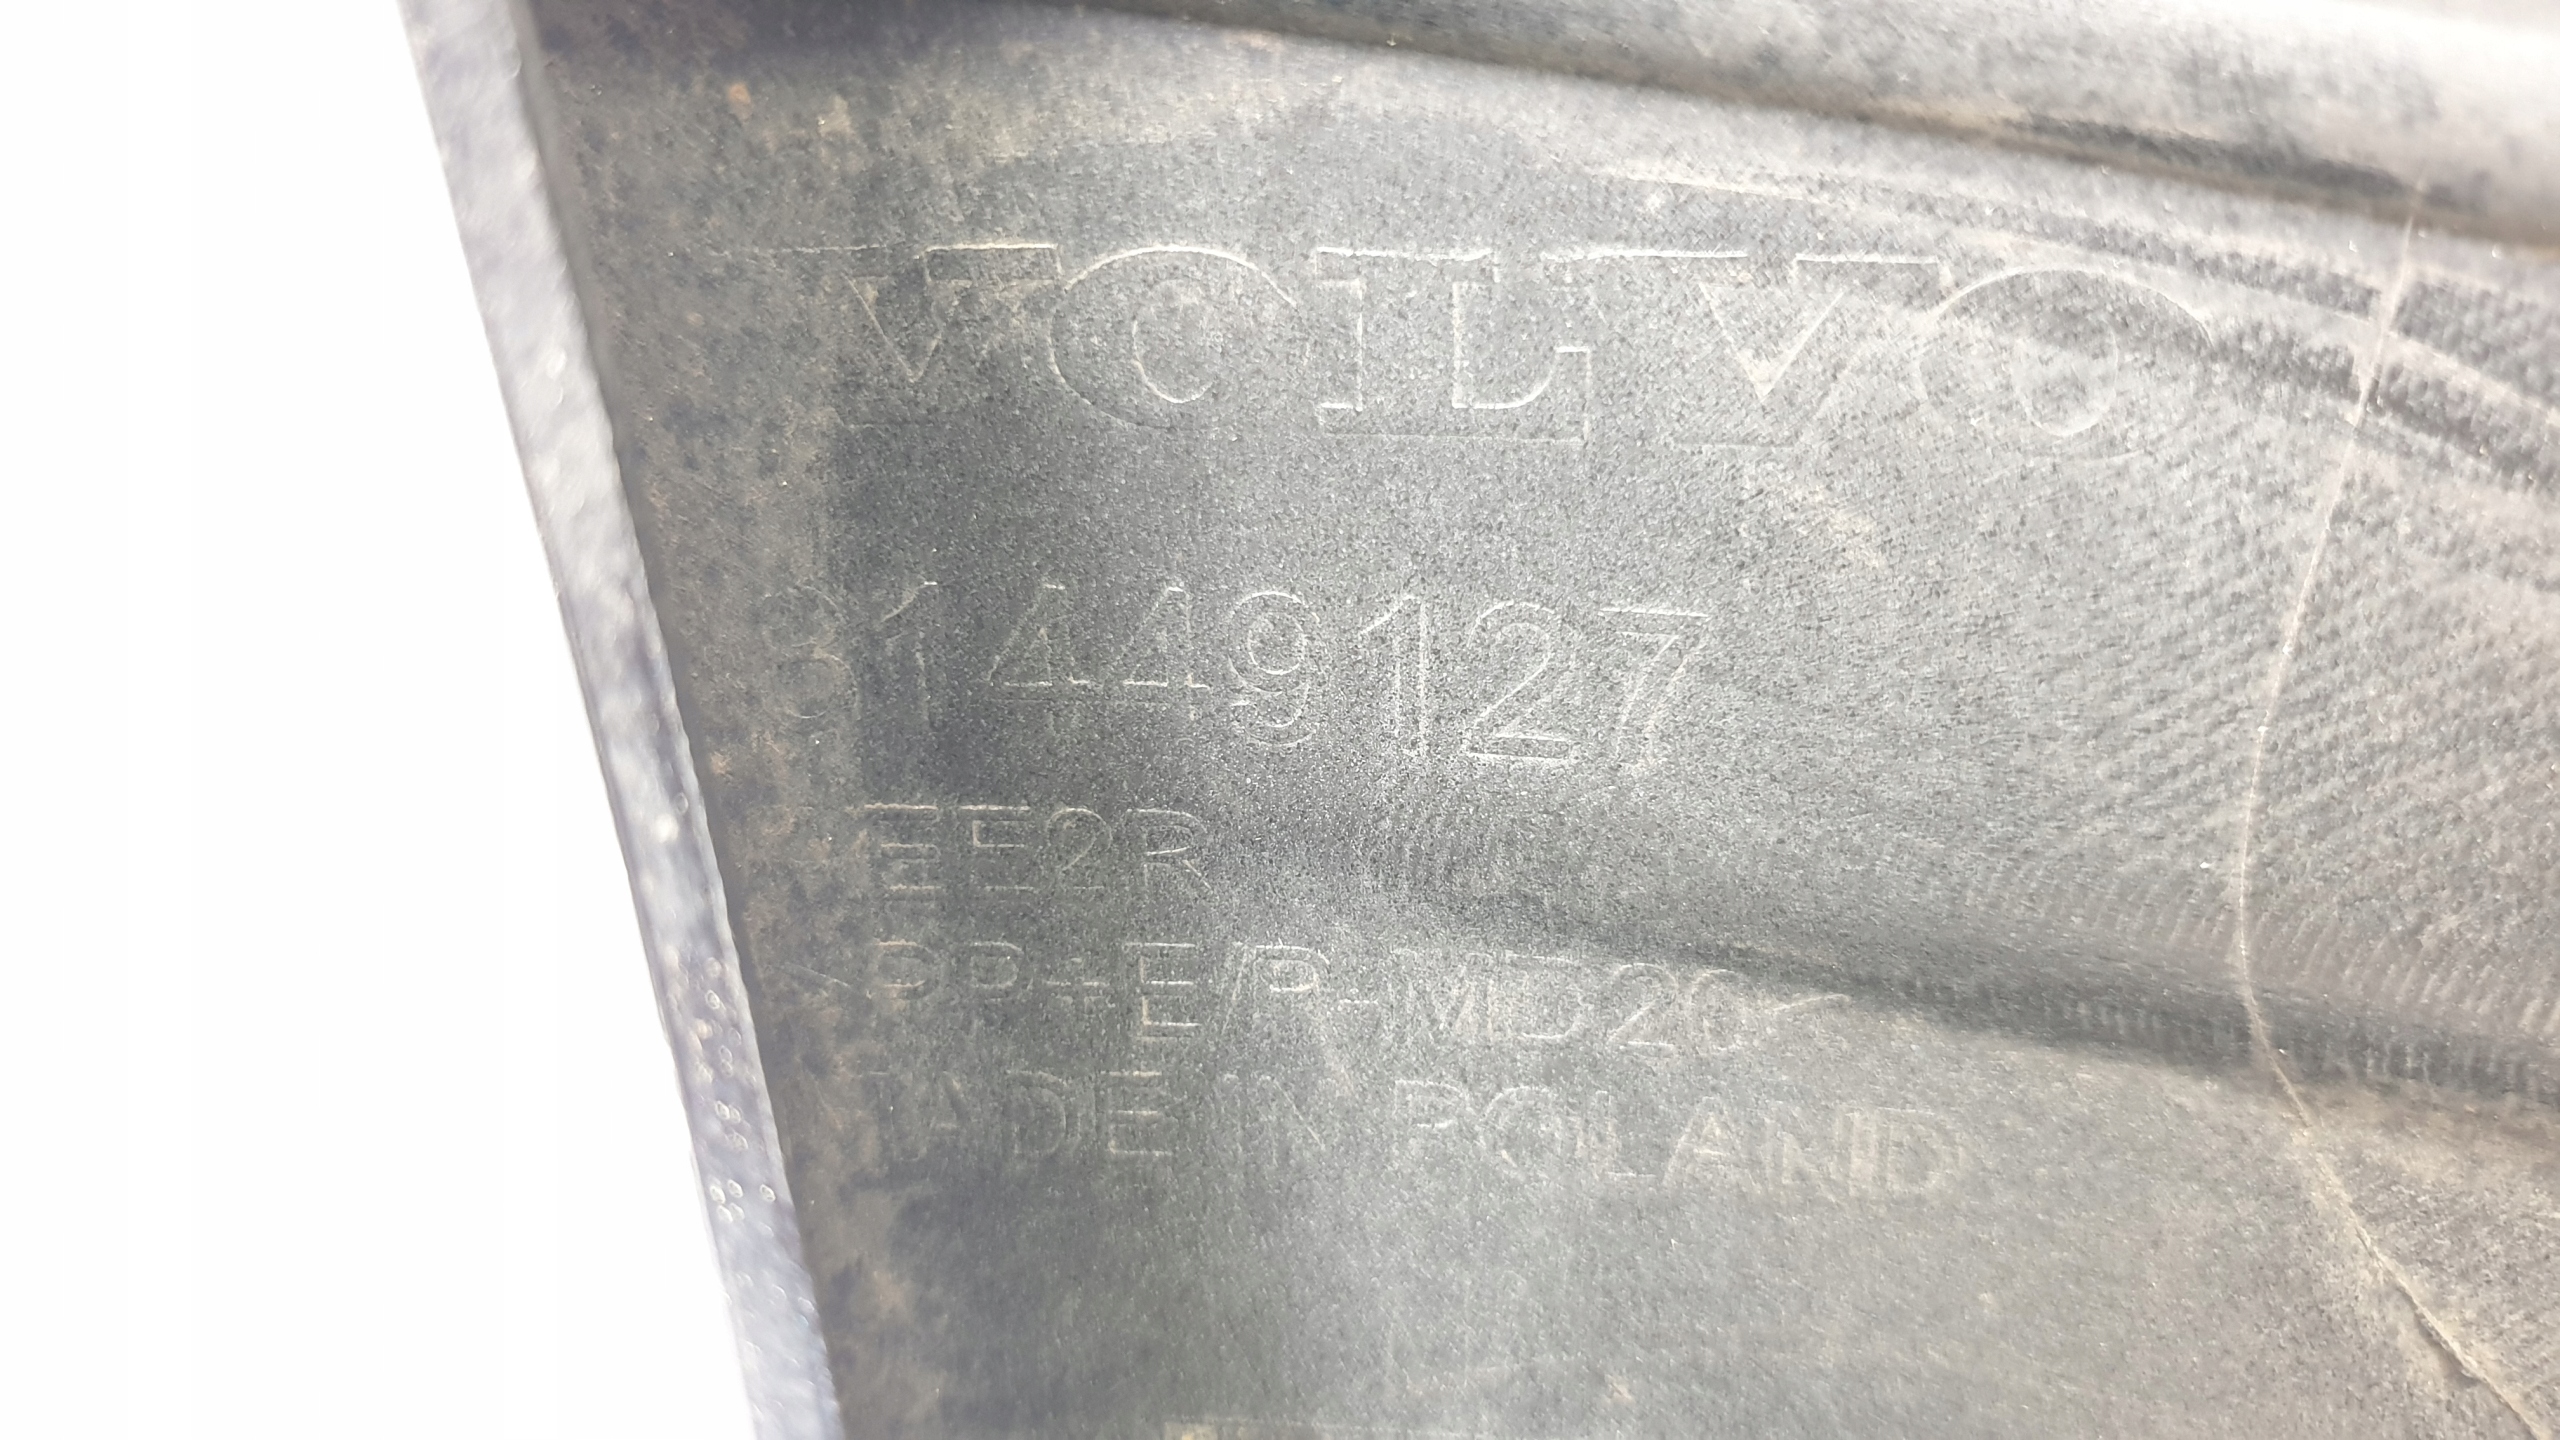 VOLVO
31449127
EE2R
>PP+E/P-MD20<
MADE IN POLAND